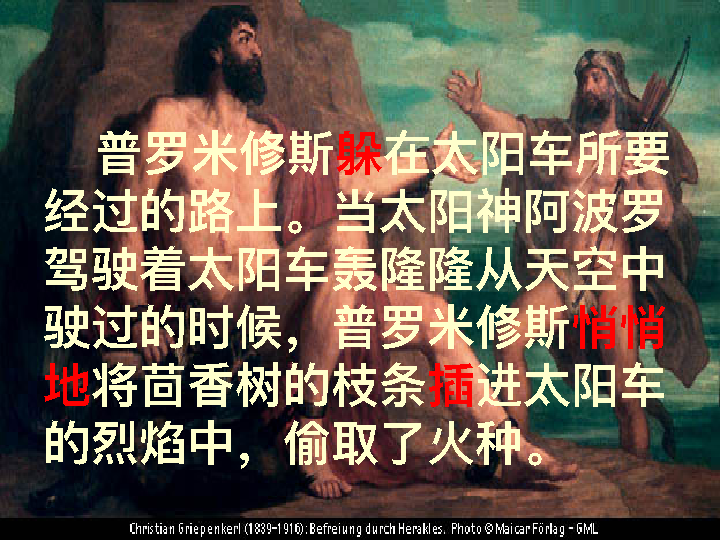 普罗米修斯躲在太阳车所要
经过的路上。当太阳神阿波罗
驾驶着太阳车轰隆隆从天空中
驶过的时候，普罗米修斯悄悄
地将茴香树的枝条插进太阳车
的烈焰中，偷取了火种。
Christian Griepenkerl (1839-1916): Befreiung durch Herakles. Photo © Maicar Förlag - GML